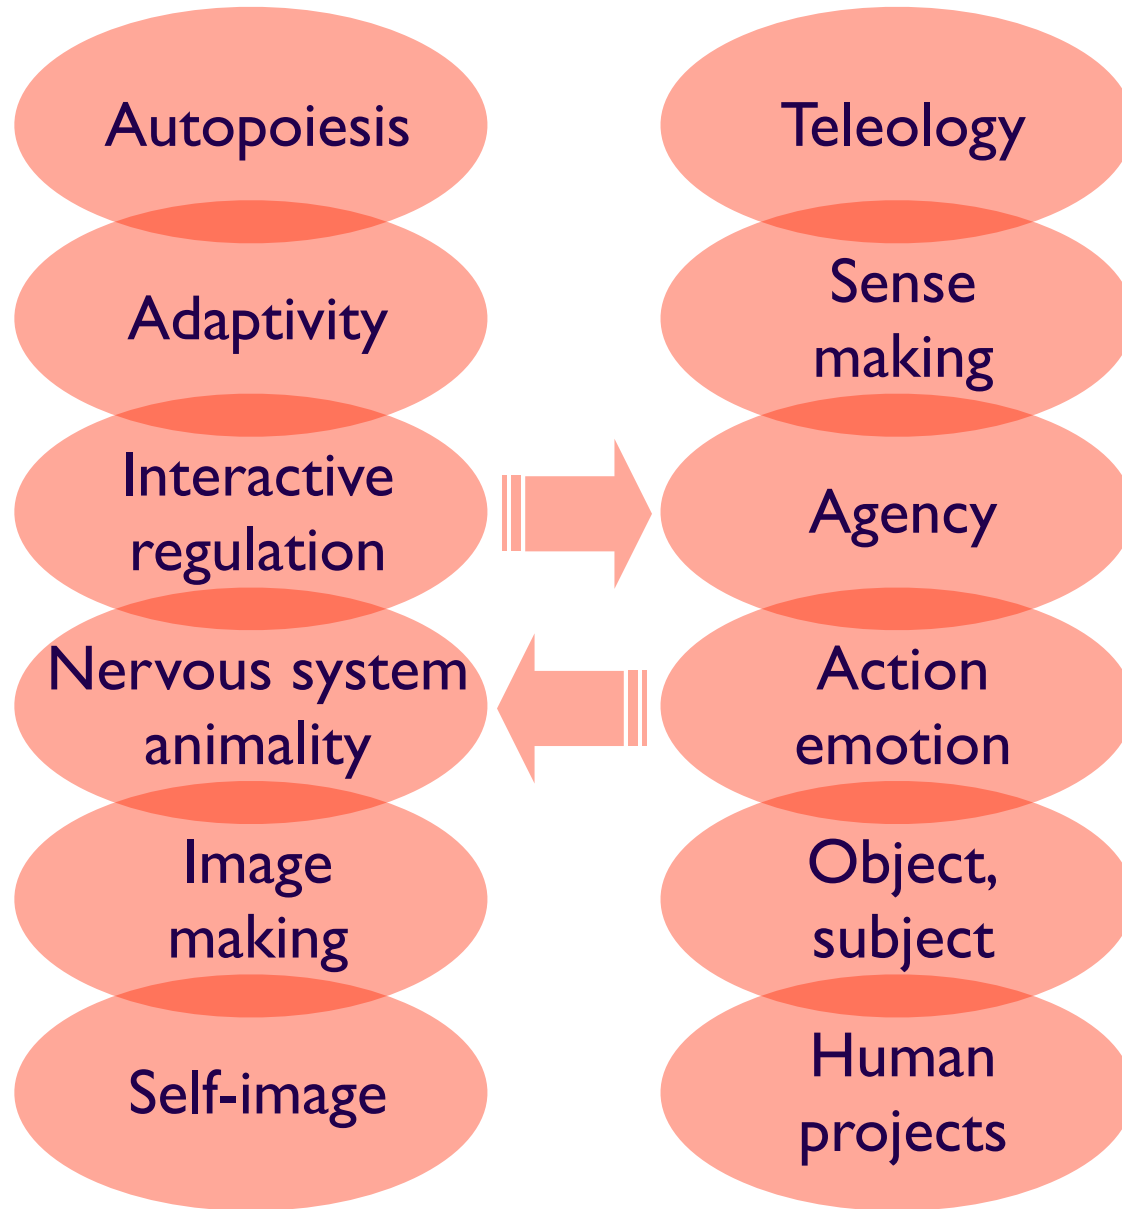 Autopoiesis
Adaptivity
Interactive
regulation
Nervous system
animality
Image
making
Self-image
Teleology
Sense
making
Agency
Action
emotion
Object,
subject
Human
projects